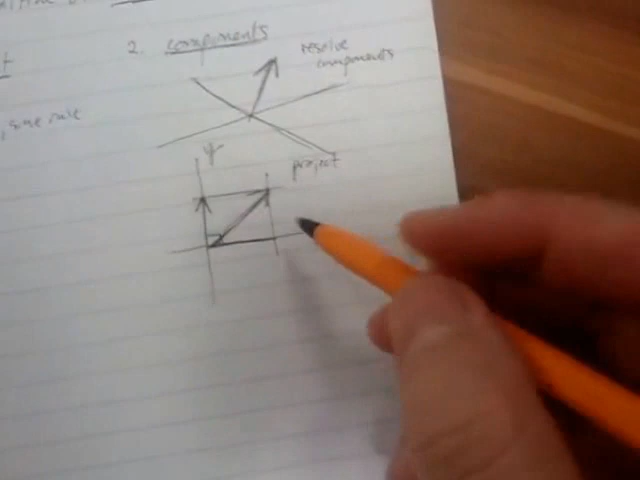 2. components
resolve
components
, sine rule
project